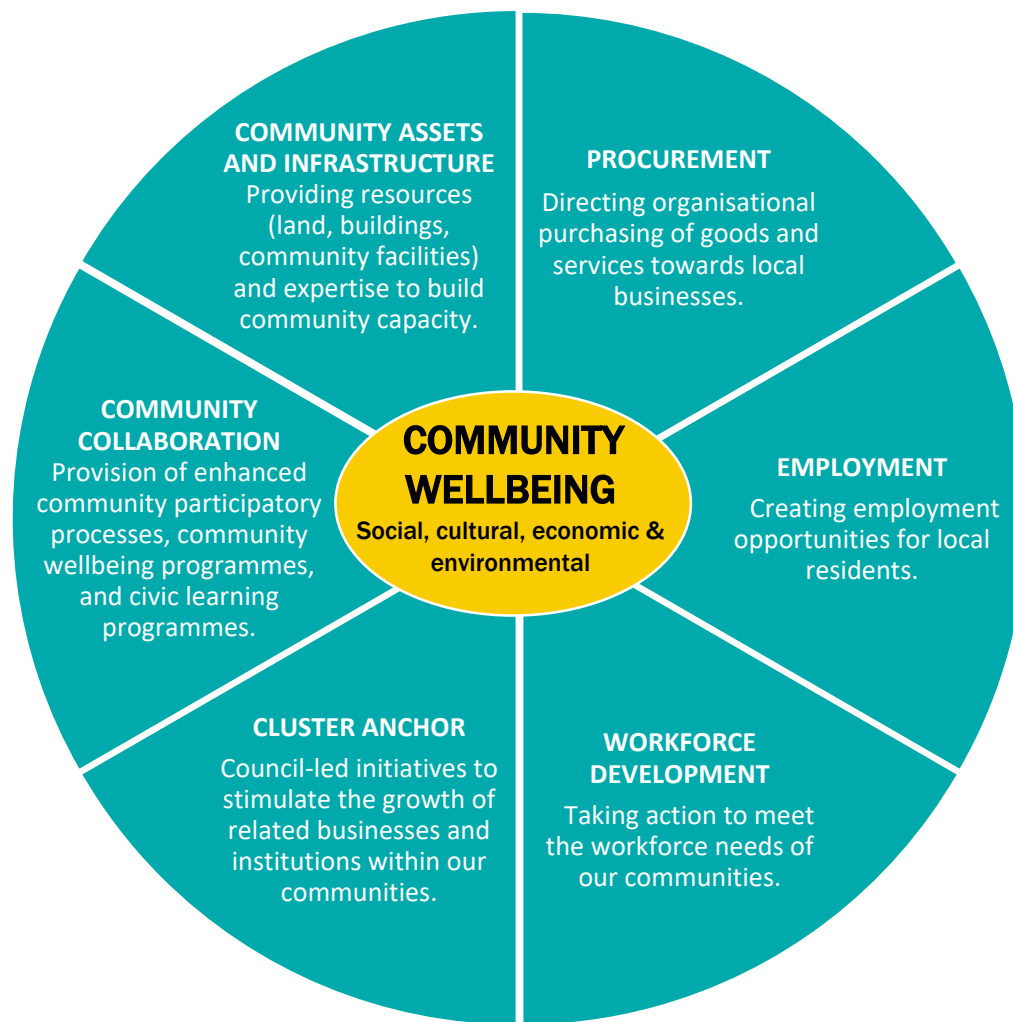 COMMUNITY ASSETS
AND INFRASTRUCTURE
Providing resources
(land, buildings,
community facilities)
and expertise to build
community capacity.
PROCUREMENT
Directing organisational
purchasing of goods and
services towards local
businesses.
COMMUNITY
COLLABORATION
Provision of enhanced
community participatory
processes, community
wellbeing programmes,
and civic learning
programmes.
COMMUNITY
WELLBEING
Social, cultural, economic &
environmental
EMPLOYMENT
Creating employment
opportunities for local
residents.
CLUSTER ANCHOR
Council-led initiatives to
stimulate the growth of
related businesses and
institutions within our
communities.
WORKFORCE
DEVELOPMENT
Taking action to meet
the workforce needs of
our communities.